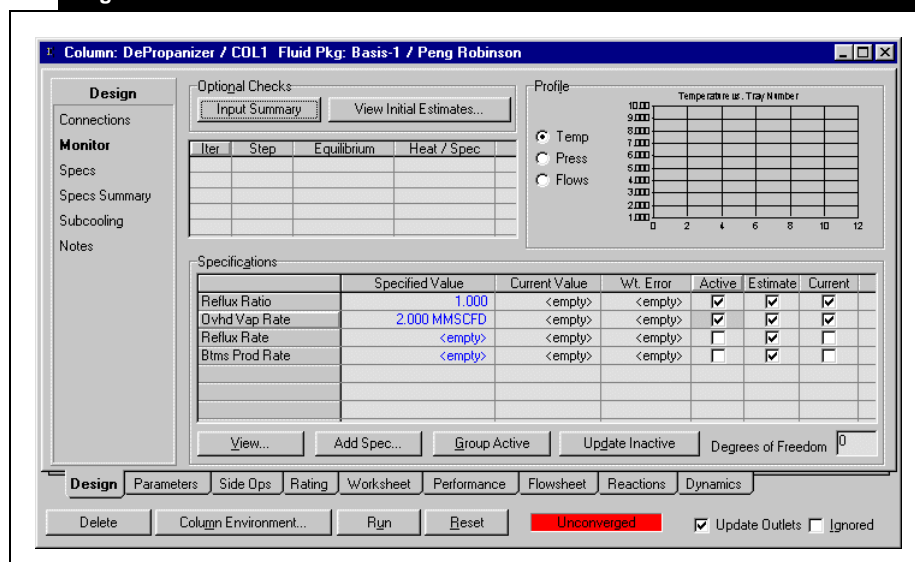 Column: DePropanizer / COL1 Fluid Pkg: Basis-1 / Peng Robinson
Design
Connections
Monitor
Specs
Specs Summary
Subcooling
Notes
Optional Checks
Input Summary View Initial Estimates...
Iter Step Equilibrium Heat / Spec
Profile
Temp
Press
Flows
Temperature vs. Tray Number
10.00
9.000
8.000
7.000
6.000
5.000
4.000
3.000
2.000
1.000
0 2 4 6 8 10 12
Specifications
Specified Value Current Value Wt. Error Active Estimate Current
Reflux Ratio 1.000 <empty> <empty>
Ovhd Vap Rate 2.000 MMSCFD <empty> <empty>
Reflux Rate <empty> <empty> <empty>
Btms Prod Rate <empty> <empty> <empty>
View... Add Spec... Group Active Update Inactive Degrees of Freedom 0
Design Parameters Side Ops Rating Worksheet Performance Flowsheet Reactions Dynamics
Delete Column Environment... Run Reset Unconverged Update Outlets Ignored